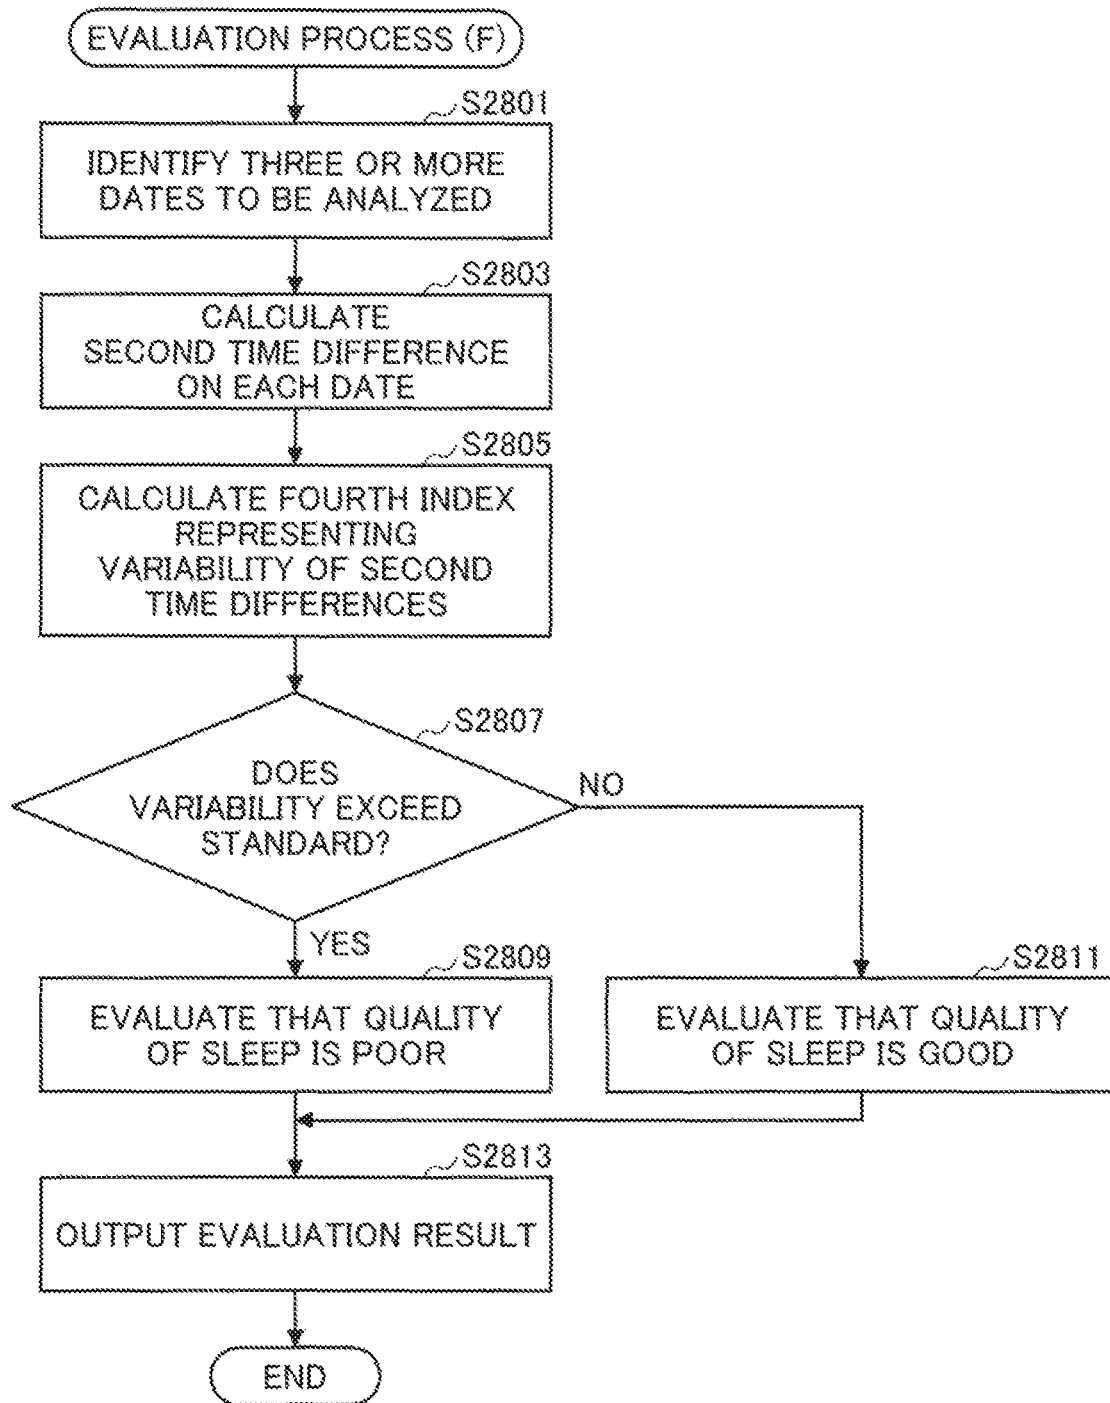 EVALUATION PROCESS (F)
S2801
IDENTIFY THREE OR MORE
DATES TO BE ANALYZED
S2803
CALCULATE
SECOND TIME DIFFERENCE
ON EACH DATE
S2805
CALCULATE FOURTH INDEX
REPRESENTING
VARIABILITY OF SECOND
TIME DIFFERENCES
S2807
DOES
VARIABILITY EXCEED
STANDARD?
NO
YES
S2809
EVALUATE THAT QUALITY
OF SLEEP IS POOR
S2811
EVALUATE THAT QUALITY
OF SLEEP IS GOOD
S2813
OUTPUT EVALUATION RESULT
END